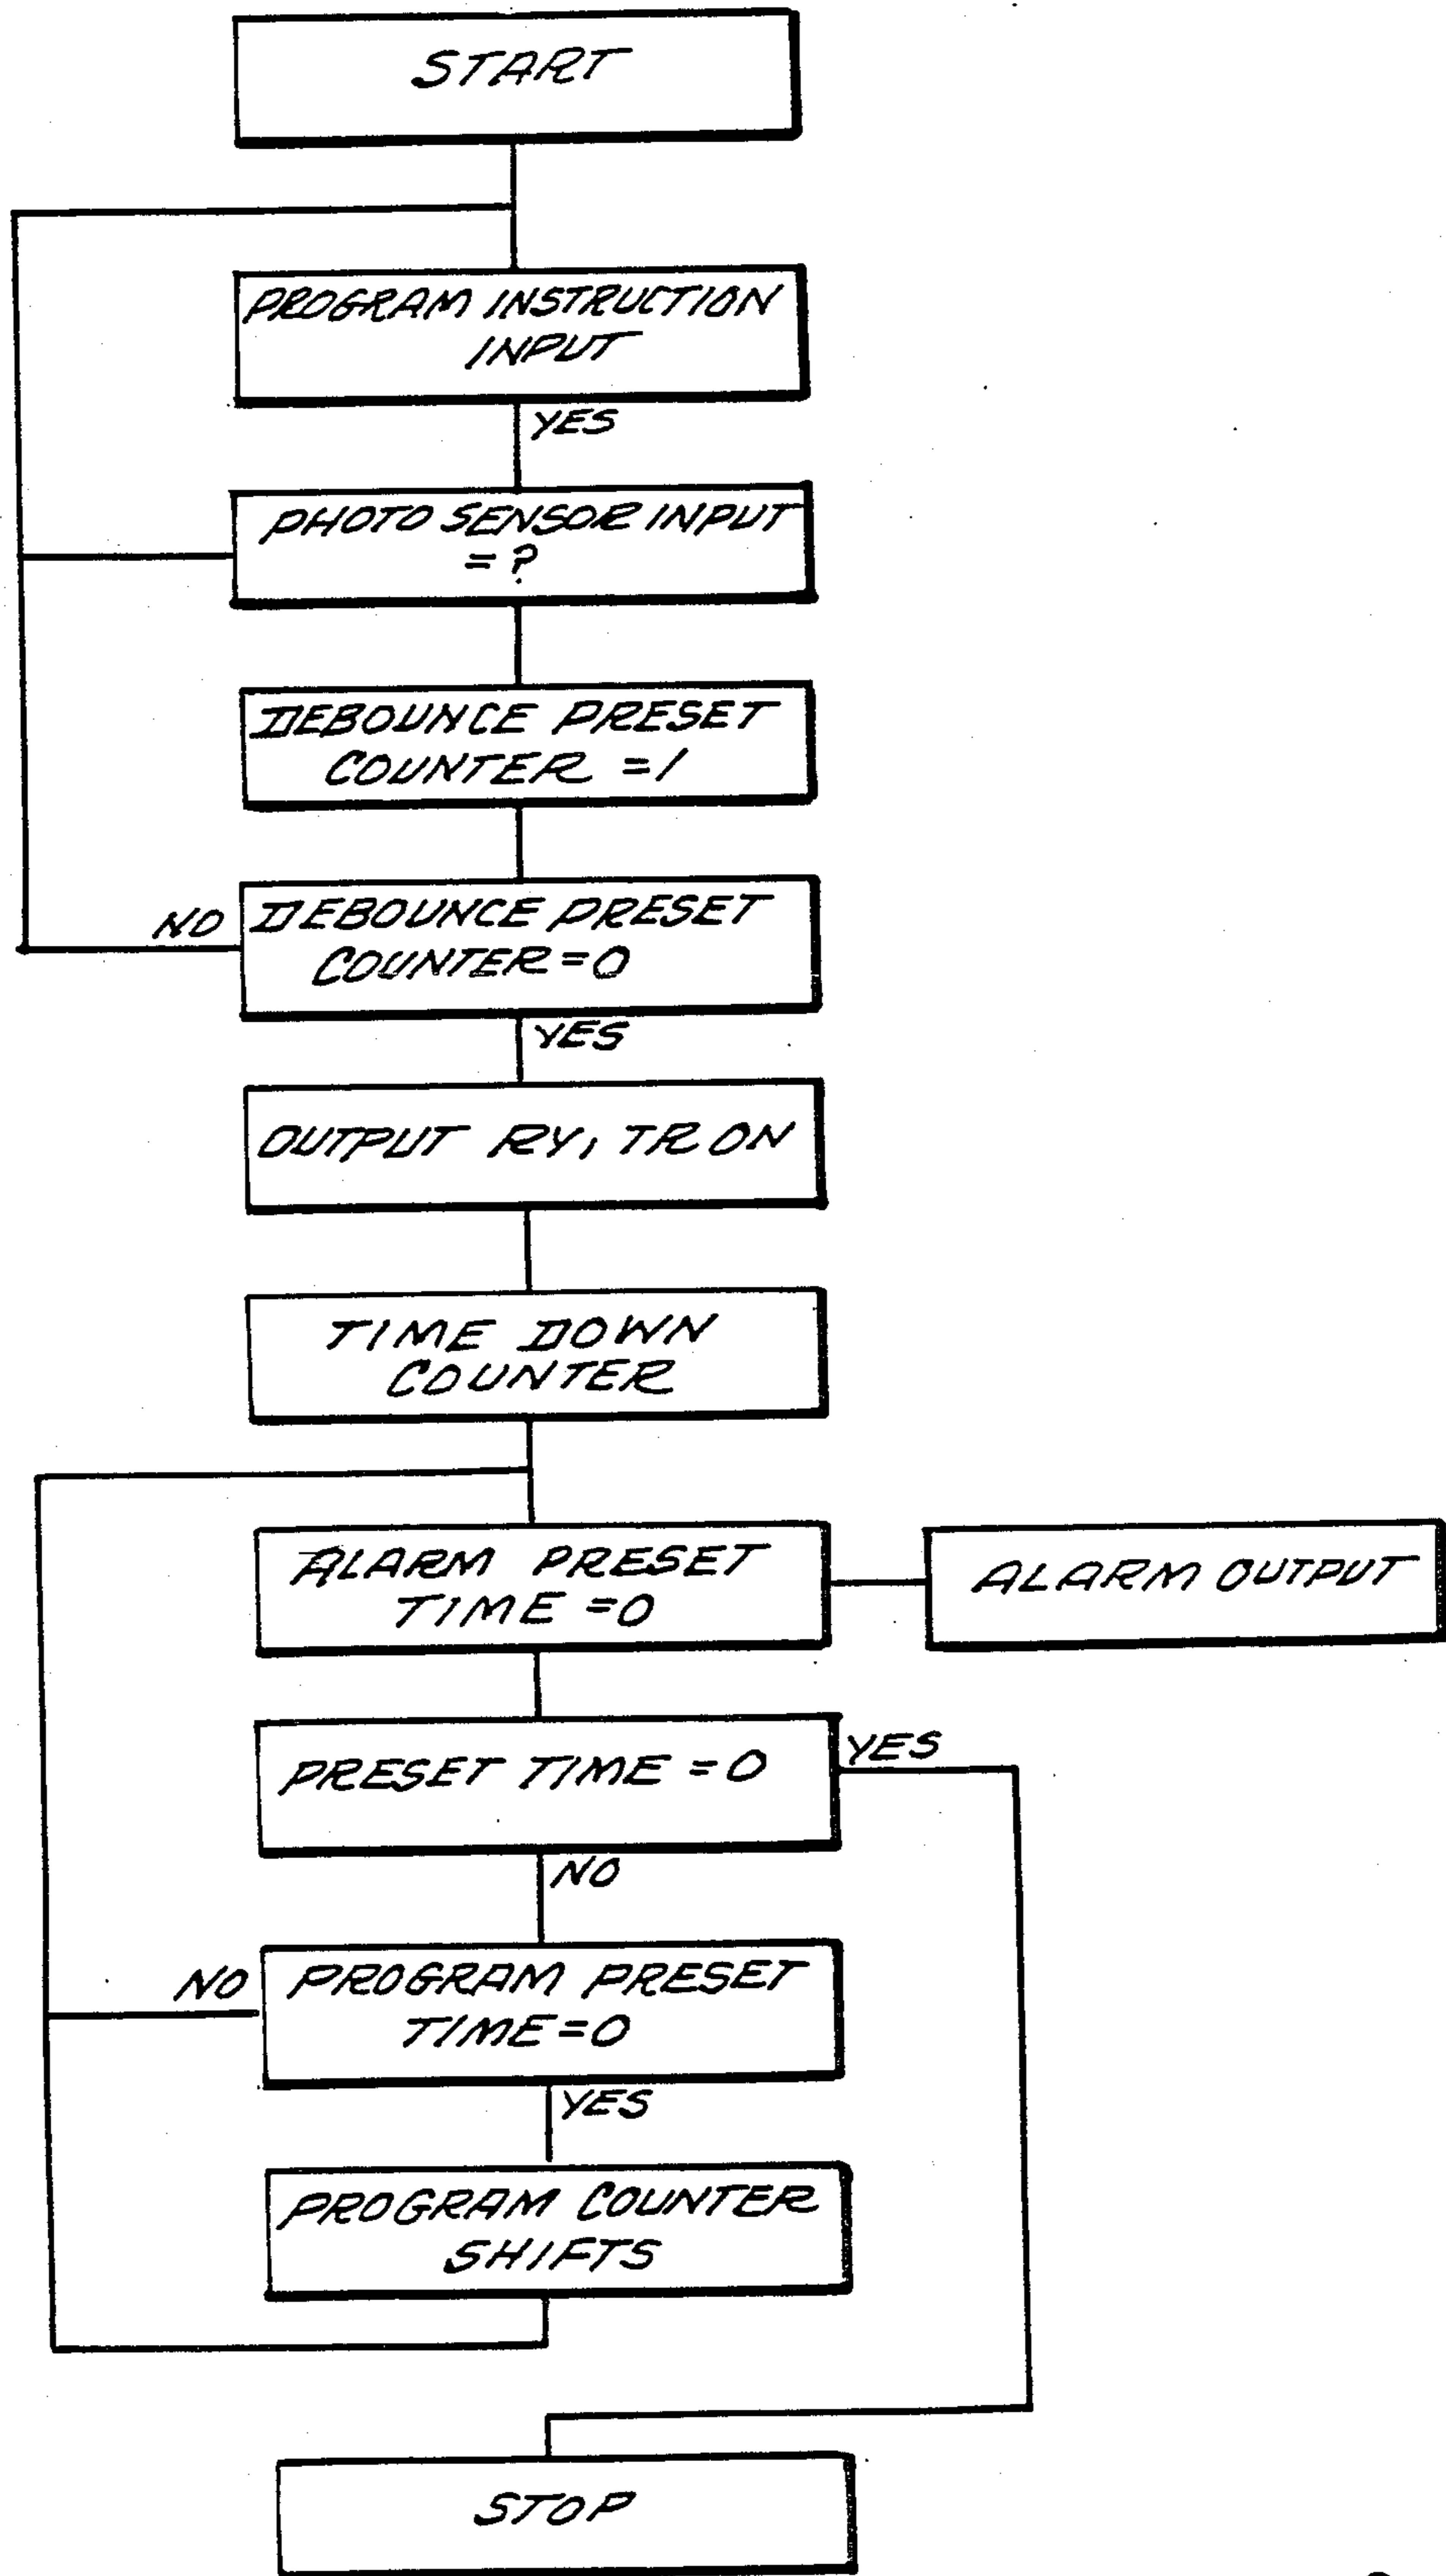 START
PROGRAM INSTRUCTION
INPUT
YES
PHOTO SENSOR INPUT
= ?
DEBOUNCE PRESET
COUNTER = 1
NO
DEBOUNCE PRESET
COUNTER = 0
YES
OUTPUT RY, TR ON
TIME DOWN
COUNTER
ALARM PRESET
TIME = 0
ALARM OUTPUT
PRESET TIME = 0
YES
NO
NO
PROGRAM PRESET
TIME = 0
YES
PROGRAM COUNTER
SHIFTS
STOP